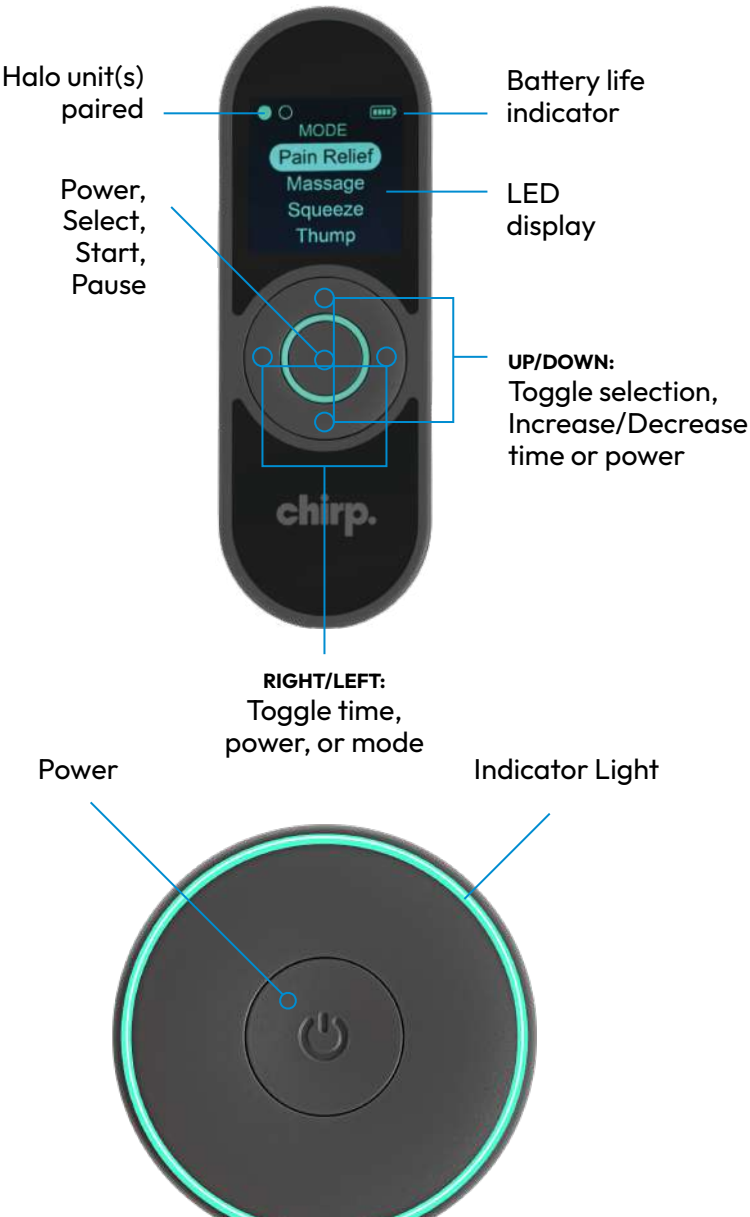 Halo unit(s)
paired
Battery life
indicator
MODE
Pain Relief
Massage
Squeeze
Thump
Power,
Select,
Start,
Pause
LED
display
UP/DOWN:
Toggle selection,
Increase/Decrease
time or power
chirp.
RIGHT/LEFT:
Toggle time,
power, or mode
Power
Indicator Light